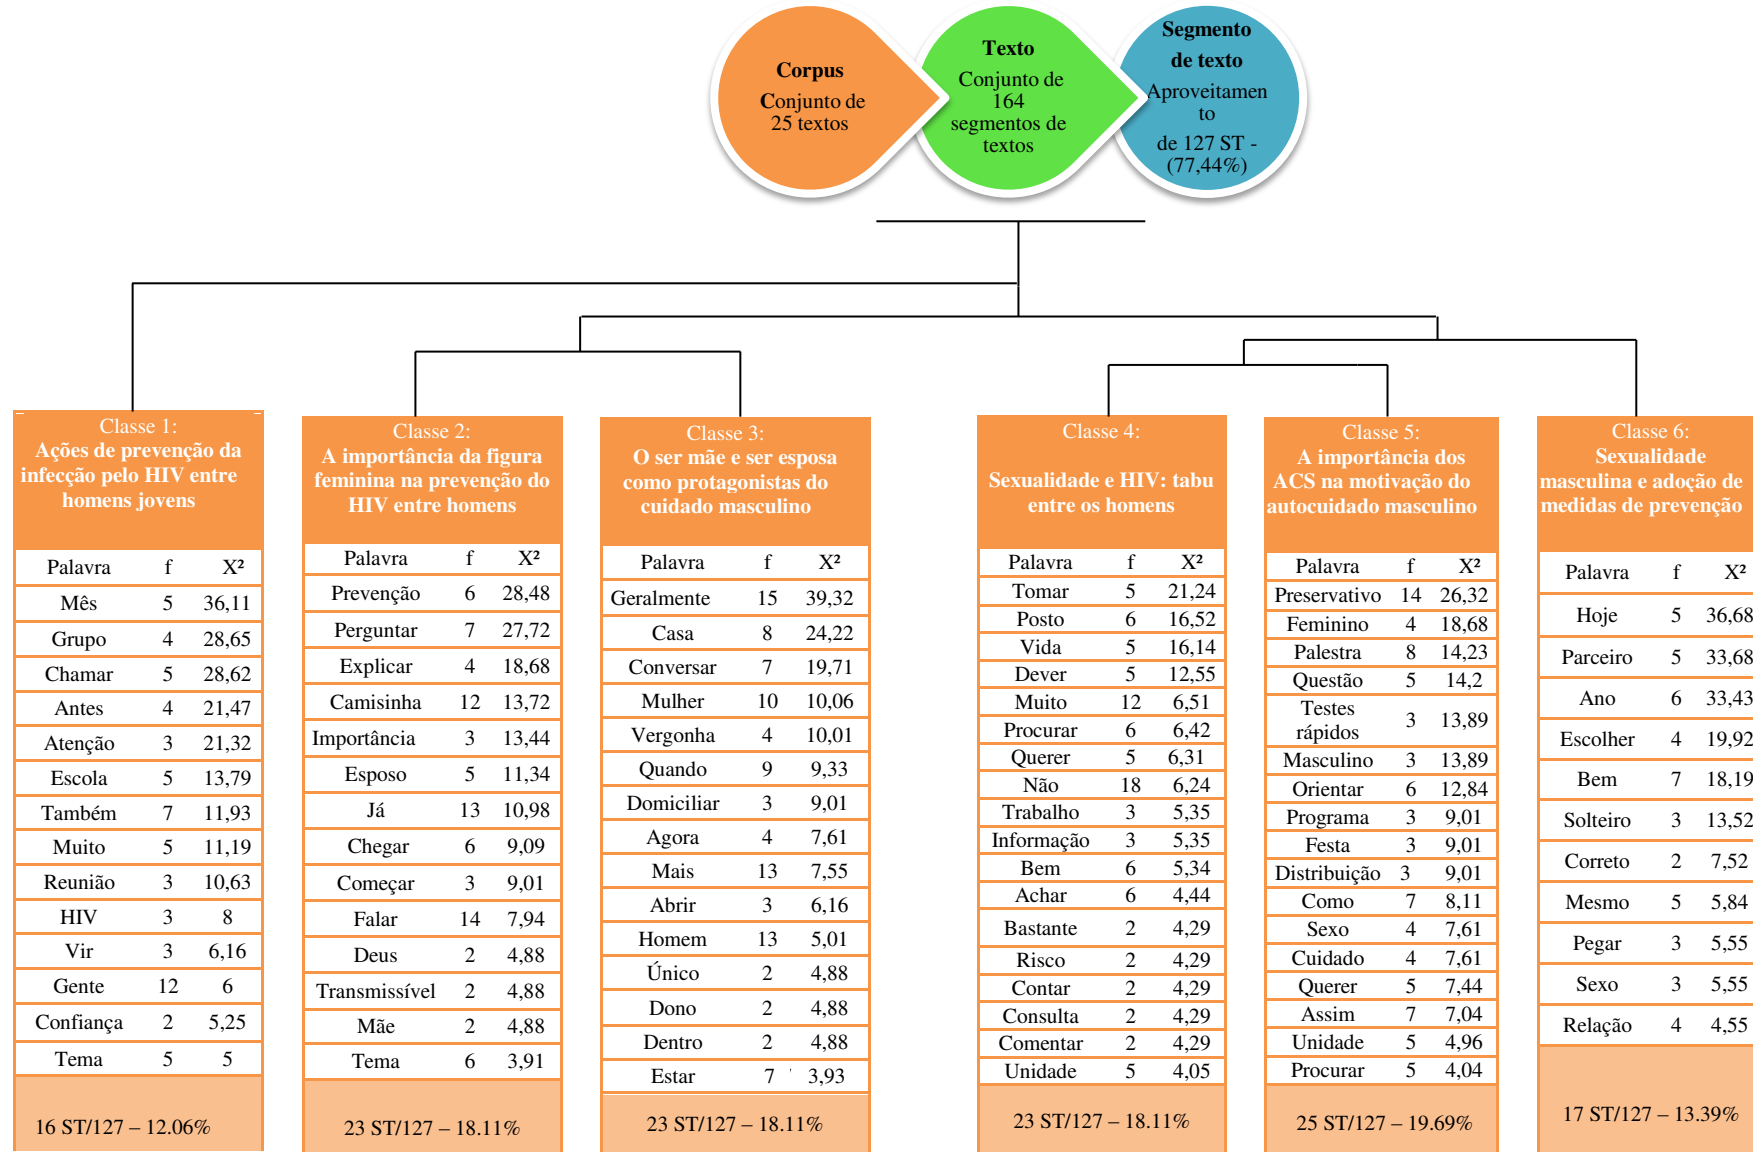 Corpus
Conjunto de
25 textos
Texto
Conjunto de
164
segmentos de
textos
Segmento
de texto
Aproveitamen
to
de 127 ST -
(77,44%)
Classe 1:
Ações de prevenção da
infecção pelo HIV entre
homens jovens
Palavra f X²
Mês 5 36,11
Grupo 4 28,65
Chamar 5 28,62
Antes 4 21,47
Atenção 3 21,32
Escola 5 13,79
Também 7 11,93
Muito 5 11,19
Reunião 3 10,63
HIV 3 8
Vir 3 6,16
Gente 12 6
Confiança 2 5,25
Tema 5 5
16 ST/127 – 12.06%
Classe 2:
A importância da figura
feminina na prevenção do
HIV entre homens
Palavra f X²
Prevenção 6 28,48
Perguntar 7 27,72
Explicar 4 18,68
Camisinha 12 13,72
Importância 3 13,44
Esposo 5 11,34
Já 13 10,98
Chegar 6 9,09
Começar 3 9,01
Falar 14 7,94
Deus 2 4,88
Transmissível 2 4,88
Mãe 2 4,88
Tema 6 3,91
23 ST/127 – 18.11%
Classe 3:
O ser mãe e ser esposa
como protagonistas do
cuidado masculino
Palavra f X²
Geralmente 15 39,32
Casa 8 24,22
Conversar 7 19,71
Mulher 10 10,06
Vergonha 4 10,01
Quando 9 9,33
Domiciliar 3 9,01
Agora 4 7,61
Mais 13 7,55
Abrir 3 6,16
Homem 13 5,01
Único 2 4,88
Dono 2 4,88
Dentro 2 4,88
Estar 7 3,93
23 ST/127 – 18.11%
Classe 4:
Sexualidade e HIV: tabu
entre os homens
Palavra f X²
Tomar 5 21,24
Posto 6 16,52
Vida 5 16,14
Dever 5 12,55
Muito 12 6,51
Procurar 6 6,42
Querer 5 6,31
Não 18 6,24
Trabalho 3 5,35
Informação 3 5,35
Bem 6 5,34
Achar 6 4,44
Bastante 2 4,29
Risco 2 4,29
Contar 2 4,29
Consulta 2 4,29
Comentar 2 4,29
Unidade 5 4,05
23 ST/127 – 18.11%
Classe 5:
A importância dos
ACS na motivação do
autocuidado masculino
Palavra f X²
Preservativo 14 26,32
Feminino 4 18,68
Palestra 8 14,23
Questão 5 14,2
Testes
rápidos 3 13,89
Masculino 3 13,89
Orientar 6 12,84
Programa 3 9,01
Festa 3 9,01
Distribuição 3 9,01
Como 7 8,11
Sexo 4 7,61
Cuidado 4 7,61
Querer 5 7,44
Assim 7 7,04
Unidade 5 4,96
Procurar 5 4,04
25 ST/127 – 19.69%
Classe 6:
Sexualidade
masculina e adoção de
medidas de prevenção
Palavra f X²
Hoje 5 36,68
Parceiro 5 33,68
Ano 6 33,43
Escolher 4 19,92
Bem 7 18,19
Solteiro 3 13,52
Correto 2 7,52
Mesmo 5 5,84
Pegar 3 5,55
Sexo 3 5,55
Relação 4 4,55
17 ST/127 – 13.39%